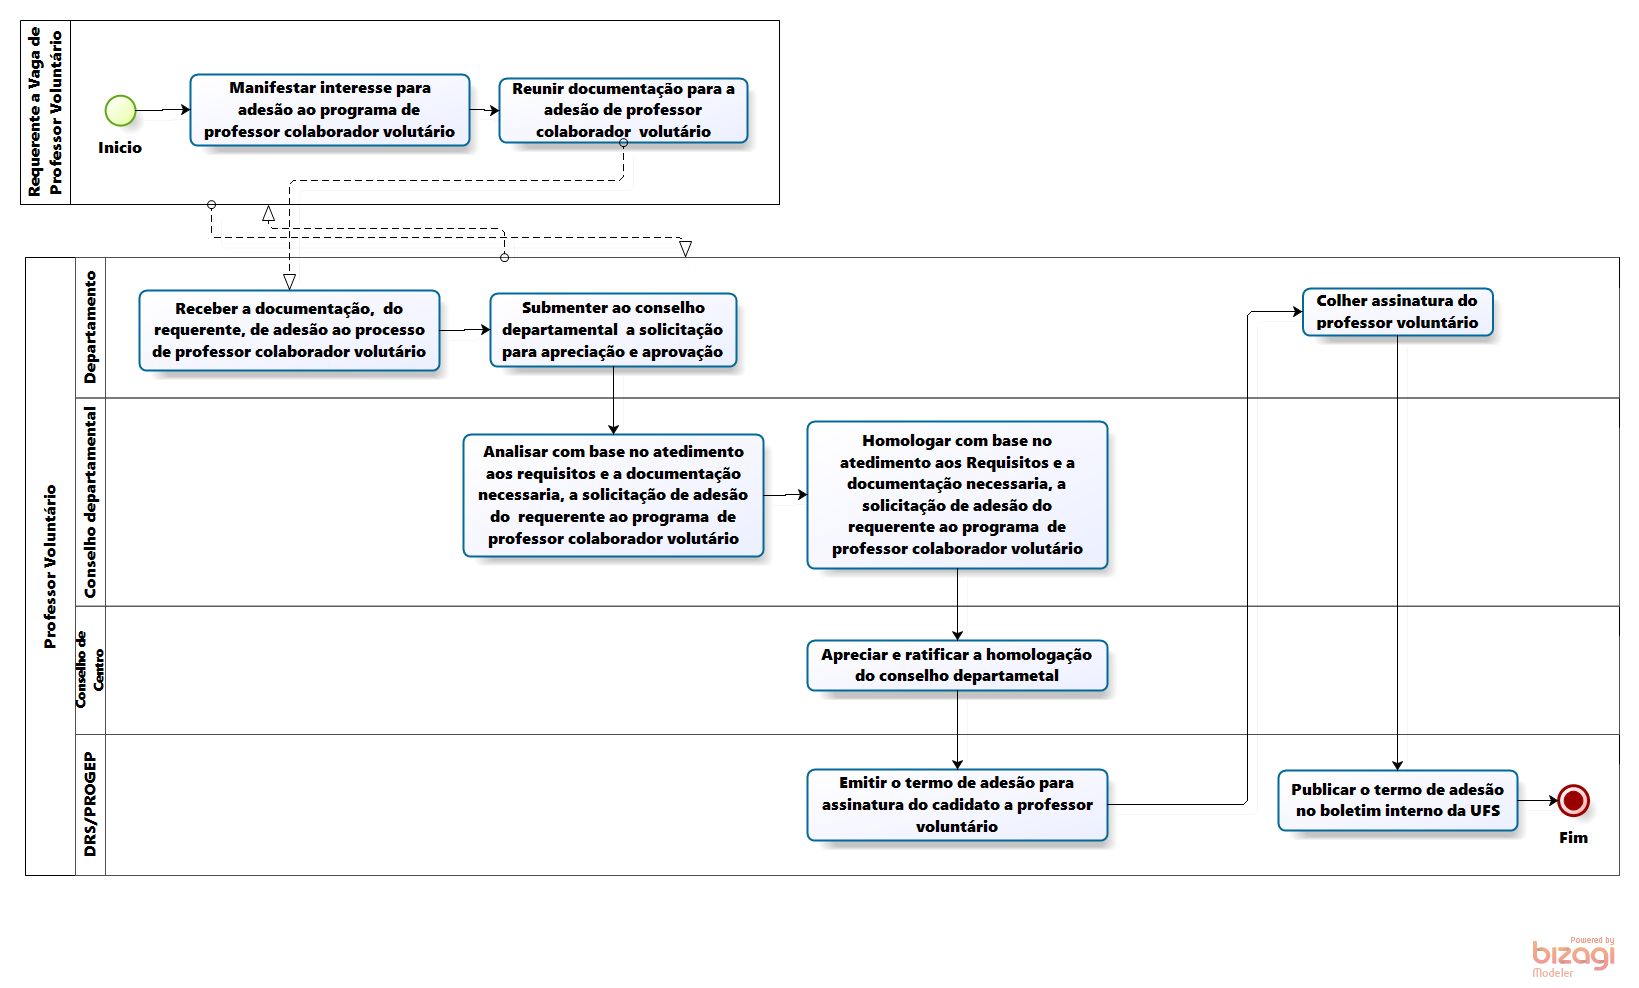 Requerente a Vaga de
Professor Voluntário
Inicio
Manifestar interesse para
adesão ao programa de
professor colaborador volutário
Reunir documentação para a
adesão de professor
colaborador  volutário
Professor Voluntário
Departamento
Receber a documentação,  do
requerente, de adesão ao processo
de professor colaborador volutário
Submenter ao conselho
departamental  a solicitação
para apreciação e aprovação
Colher assinatura do
professor voluntário
Conselho departamental
Analisar com base no atedimento
aos requisitos e a documentação
necessaria, a solicitação de adesão
do  requerente ao programa  de
professor colaborador volutário
Homologar com base no
atedimento aos Requisitos e a
documentação necessaria, a
solicitação de adesão do
requerente ao programa  de
professor colaborador volutário
Conselho de
Centro
Apreciar e ratificar a homologação
do conselho departametal
DRS/PROGEP
Emitir o termo de adesão para
assinatura do cadidato a professor
voluntário
Publicar o termo de adesão
no boletim interno da UFS
Fim
Powered by
bizagi
Modeler